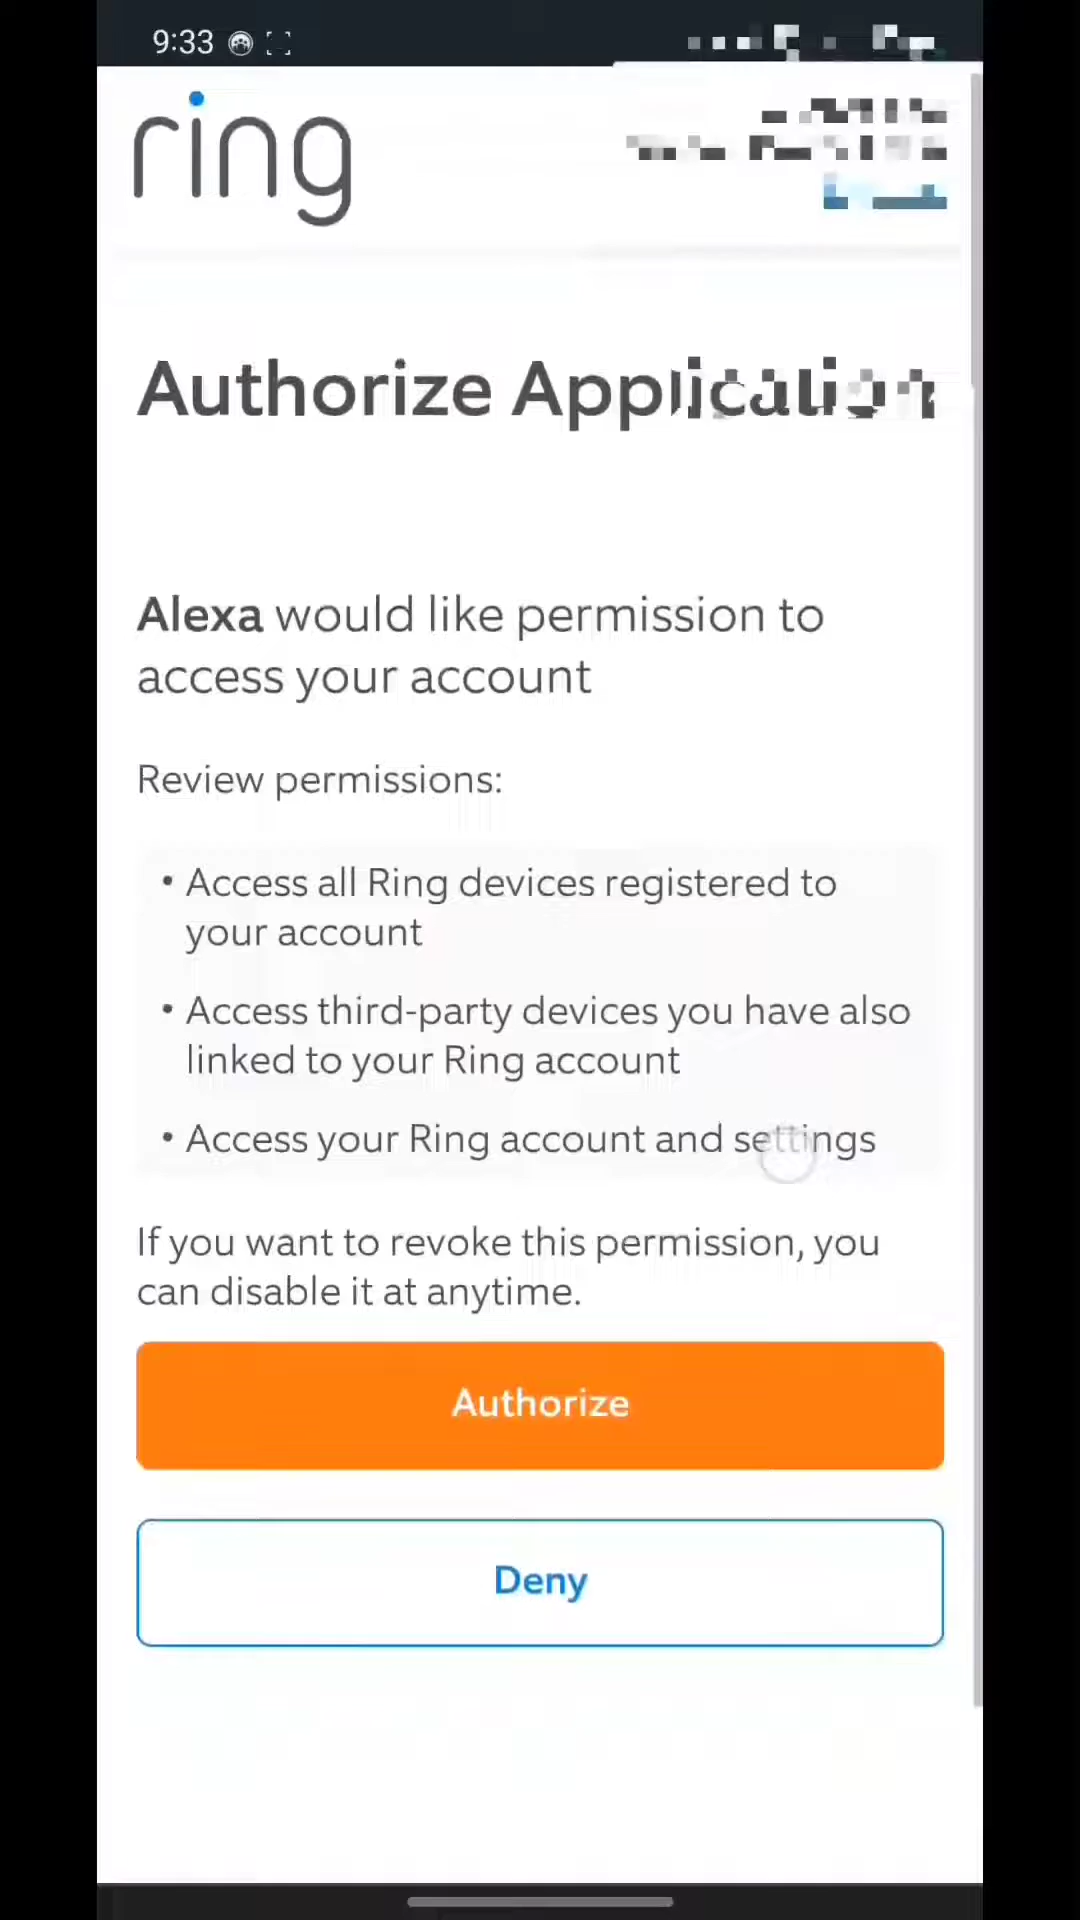 9:33
ring
Authorize Application
Alexa would like permission to
access your account
Review permissions:
• Access all Ring devices registered to
your account
• Access third-party devices you have also
linked to your Ring account
• Access your Ring account and settings
If you want to revoke this permission, you
can disable it at anytime.
Authorize
Deny